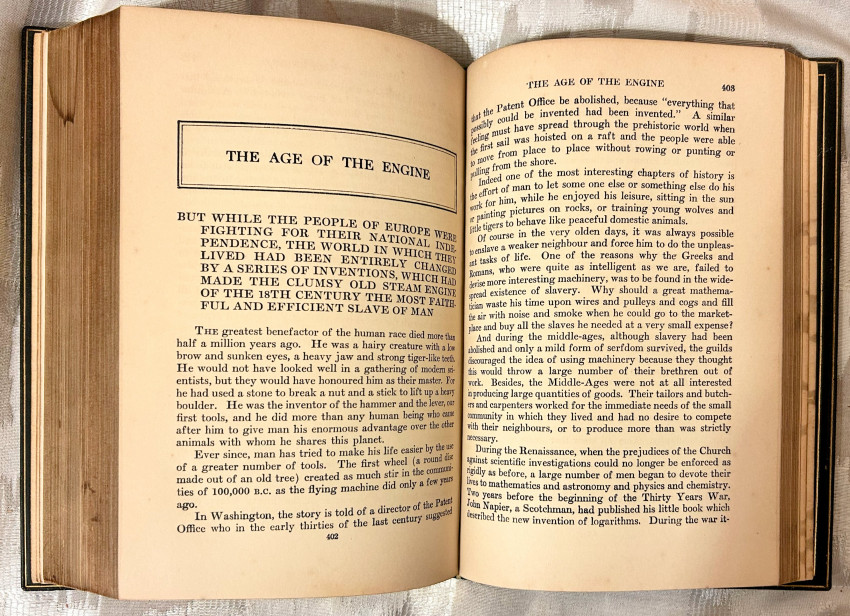 THE AGE OF THE ENGINE
BUT WHILE THE PEOPLE OF EUROPE WERE
FIGHTING FOR THEIR NATIONAL INDE-
PENDENCE, THE WORLD IN WHICH THEY
LIVED HAD BEEN ENTIRELY CHANGED
BY A SERIES OF INVENTIONS, WHICH HAD
MADE THE CLUMSY OLD STEAM ENGINE
OF THE 18TH CENTURY THE MOST FAITH-
FUL AND EFFICIENT SLAVE OF MAN
THE greatest benefactor of the human race died more than
half a million years ago. He was a hairy creature with a low
brow and sunken eyes, a heavy jaw and strong tiger-like teeth.
He would not have looked well in a gathering of modern sci-
entists, but they would have honoured him as their master. For
he had used a stone to break a nut and a stick to lift up a heavy
boulder. He was the inventor of the hammer and the lever, our
first tools, and he did more than any human being who came
after him to give man his enormous advantage over the other
animals with whom he shares this planet.
Ever since, man has tried to make his life easier by the use
of a greater number of tools. The first wheel (a round disc
made out of an old tree) created as much stir in the communi-
ties of 100,000 B.C. as the flying machine did only a few years
ago.
In Washington, the story is told of a director of the Patent
Office who in the early thirties of the last century suggested
402
THE AGE OF THE ENGINE 403
that the Patent Office be abolished, because "everything that
possibly could be invented had been invented." A similar
feeling must have spread through the prehistoric world when
the first sail was hoisted on a raft and the people were able
to move from place to place without rowing or punting or
pulling from the shore.
Indeed one of the most interesting chapters of history is
the effort of man to let some one else or something else do his
work for him, while he enjoyed his leisure, sitting in the sun
or painting pictures on rocks, or training young wolves and
little tigers to behave like peaceful domestic animals.
Of course in the very olden days, it was always possible
to enslave a weaker neighbour and force him to do the unpleas-
ant tasks of life. One of the reasons why the Greeks and
Romans, who were quite as intelligent as we are, failed to
devise more interesting machinery, was to be found in the wide-
spread existence of slavery. Why should a great mathema-
tician waste his time upon wires and pulleys and cogs and fill
the air with noise and smoke when he could go to the market-
place and buy all the slaves he needed at a very small expense?
And during the middle-ages, although slavery had been
abolished and only a mild form of serfdom survived, the guilds
discouraged the idea of using machinery because they thought
this would throw a large number of their brethren out of
work. Besides, the Middle-Ages were not at all interested
in producing large quantities of goods. Their tailors and butch-
ers and carpenters worked for the immediate needs of the small
community in which they lived and had no desire to compete
with their neighbours, or to produce more than was strictly
necessary.
During the Renaissance, when the prejudices of the Church
against scientific investigations could no longer be enforced as
rigidly as before, a large number of men began to devote their
lives to mathematics and astronomy and physics and chemistry.
Two years before the beginning of the Thirty Years War,
John Napier, a Scotchman, had published his little book which
described the new invention of logarithms. During the war it-